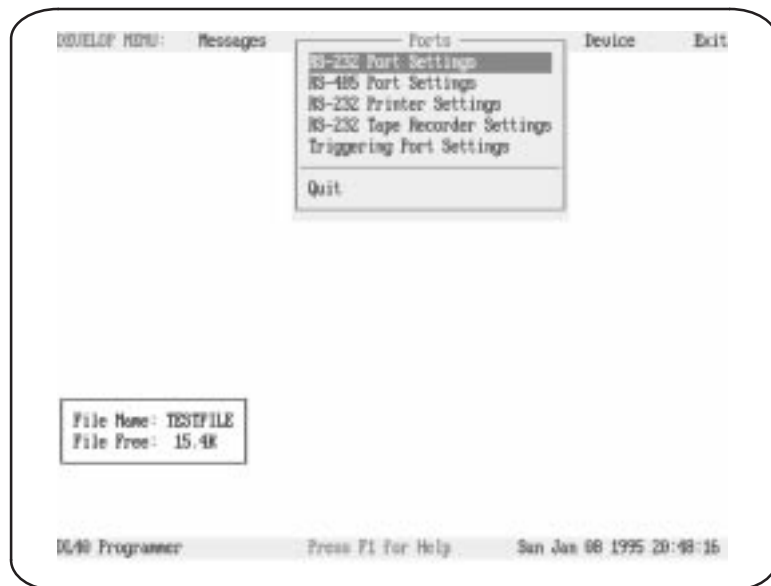 DEVELOP MENU: Messages Ports Device Exit
RS-232 Port Settings
RS-485 Port Settings
RS-232 Printer Settings
RS-232 Tape Recorder Settings
Triggering Port Settings
Quit
File Name: TESTFILE
File Free: 15.4K
DL40 Programmer Press F1 for Help Sun Jan 08 1995 20:48:16